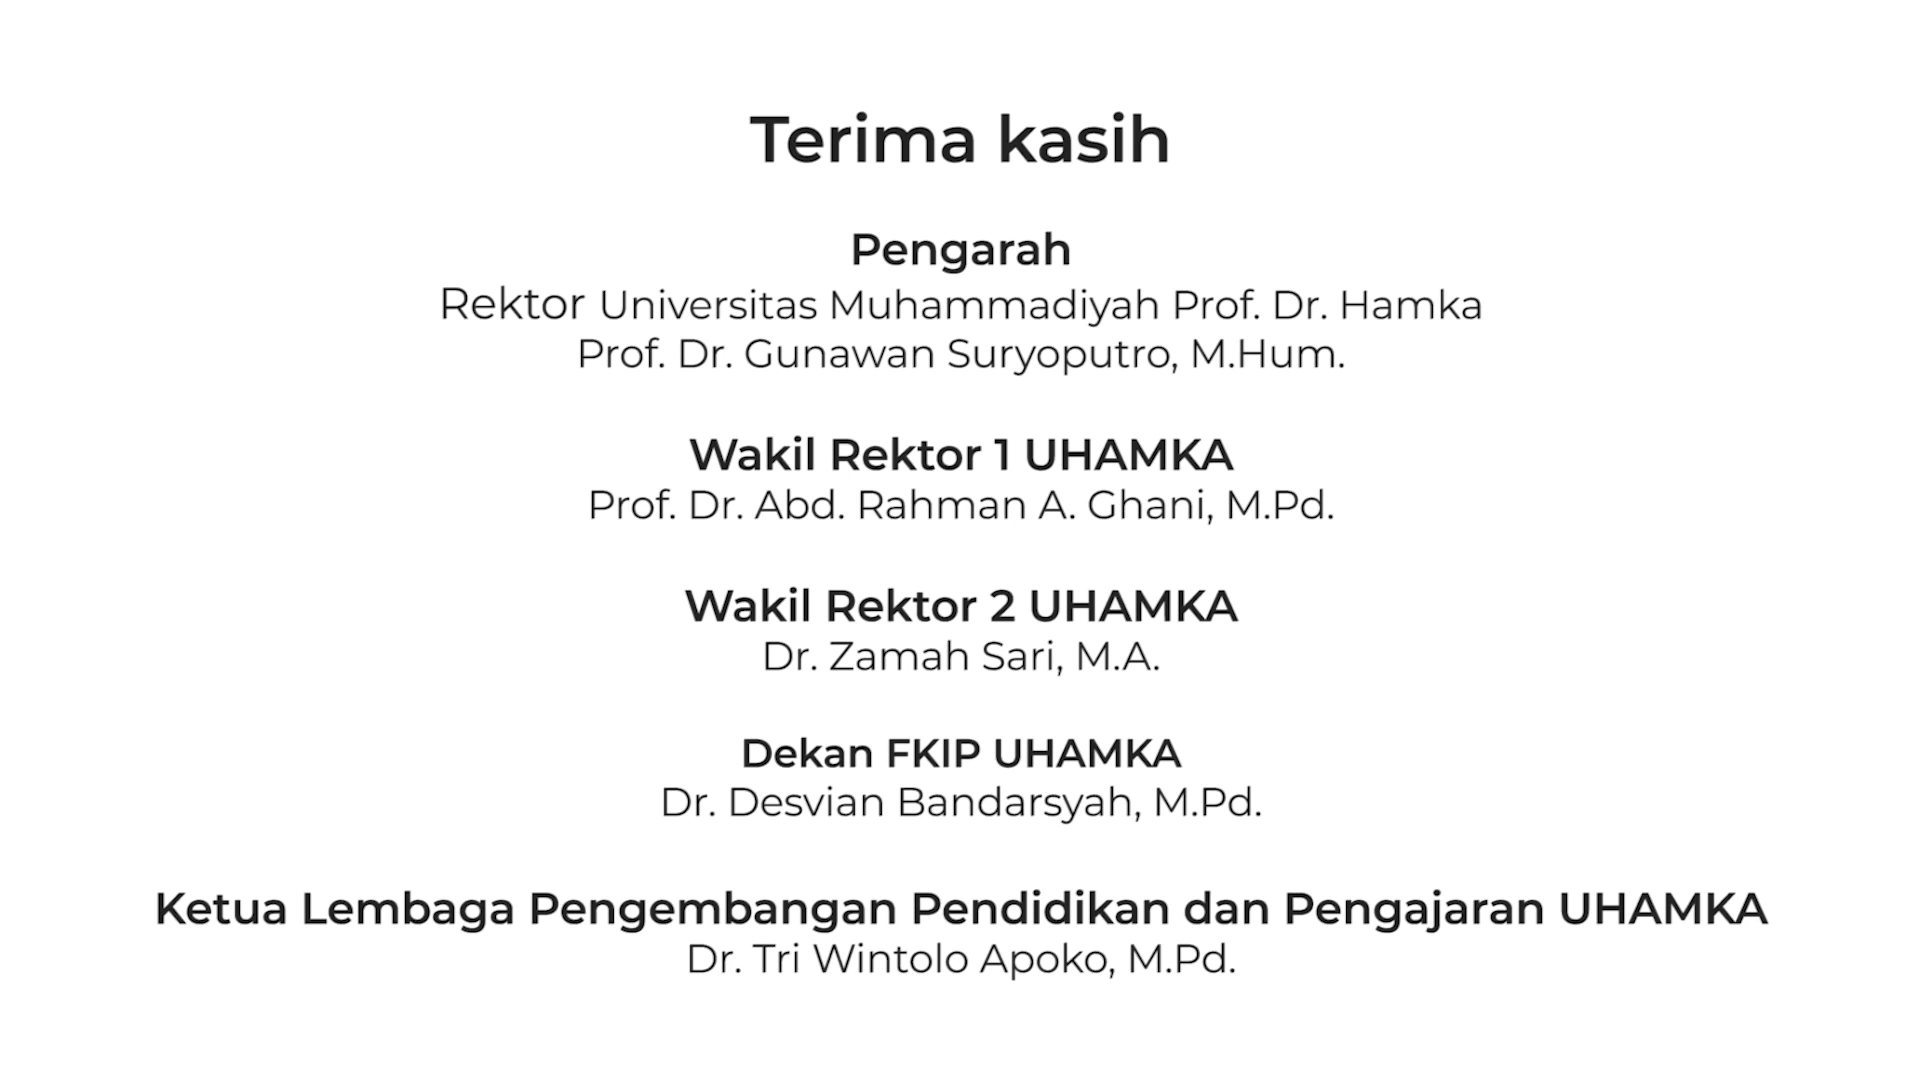 Terima kasih
Pengarah
Rektor Universitas Muhammadiyah Prof. Dr. Hamka
Prof. Dr. Gunawan Suryoputro, M.Hum.
Wakil Rektor 1 UHAMKA
Prof. Dr. Abd. Rahman A. Ghani, M.Pd.
Wakil Rektor 2 UHAMKA
Dr. Zamah Sari, M.A.
Dekan FKIP UHAMKA
Dr. Desvian Bandarsyah, M.Pd.
Ketua Lembaga Pengembangan Pendidikan dan Pengajaran UHAMKA
Dr. Tri Wintolo Apoko, M.Pd.